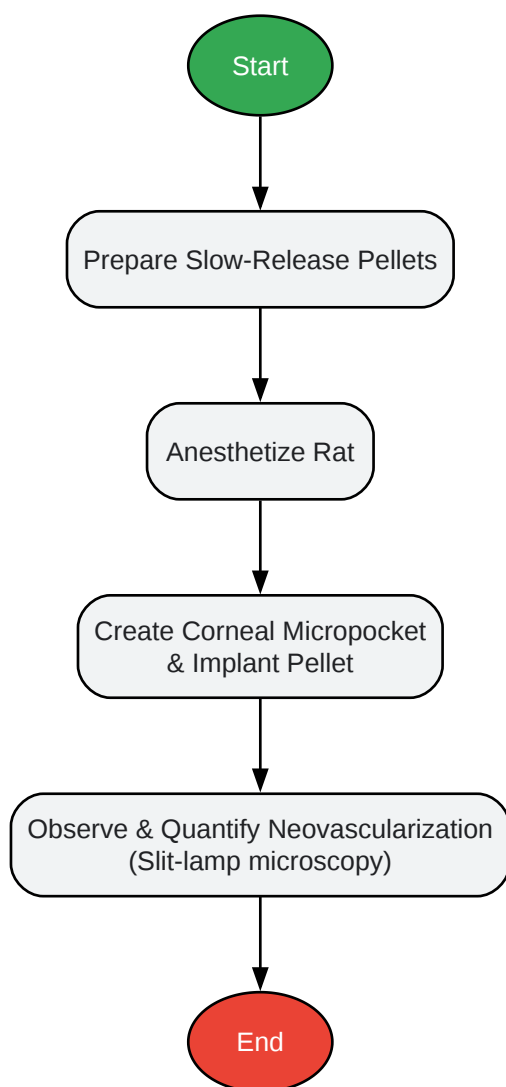 Start
Prepare Slow-Release Pellets
Anesthetize Rat
Create Corneal Micropocket
& Implant Pellet
Observe & Quantify Neovascularization
(Slit-lamp microscopy)
End